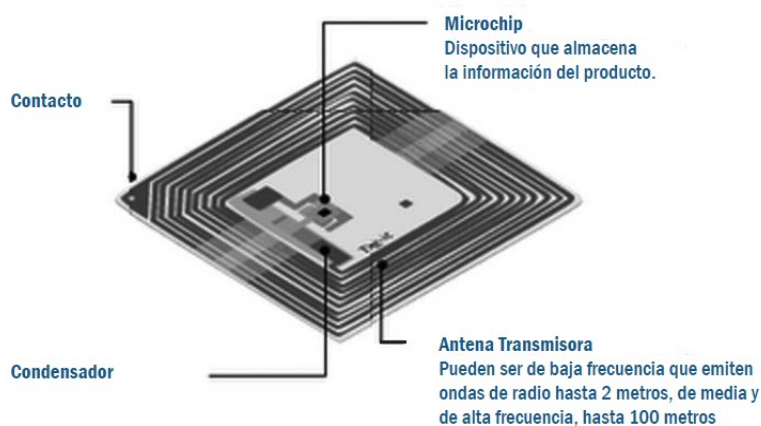 Microchip
Dispositivo que almacena
la información del producto.
Contacto
Condensador
Antena Transmisora
Pueden ser de baja frecuencia que emiten
ondas de radio hasta 2 metros, de media y
de alta frecuencia, hasta 100 metros